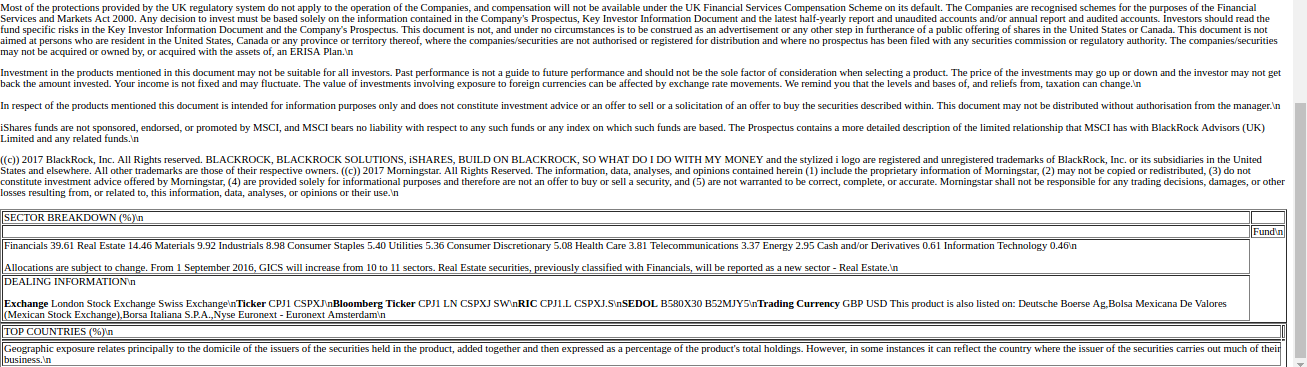 Most of the protections provided by the UK regulatory system do not apply to the operation of the Companies, and compensation will not be available under the UK Financial Services Compensation Scheme on its default. The Companies are recognised schemes for the purposes of the Financial
Services and Markets Act 2000. Any decision to invest must be based solely on the information contained in the Company's Prospectus, Key Investor Information Document and the latest half-yearly report and unaudited accounts and/or annual report and audited accounts. Investors should read the
fund specific risks in the Key Investor Information Document and the Company's Prospectus. This document is not, and under no circumstances is to be construed as an advertisement or any other step in furtherance of a public offering of shares in the United States or Canada. This document is not
aimed at persons who are resident in the United States, Canada or any province or territory thereof, where the companies/securities are not authorised or registered for distribution and where no prospectus has been filed with any securities commission or regulatory authority. The companies/securities
may not be acquired or owned by, or acquired with the assets of, an ERISA Plan.\n
Investment in the products mentioned in this document may not be suitable for all investors. Past performance is not a guide to future performance and should not be the sole factor of consideration when selecting a product. The price of the investments may go up or down and the investor may not get
back the amount invested. Your income is not fixed and may fluctuate. The value of investments involving exposure to foreign currencies can be affected by exchange rate movements. We remind you that the levels and bases of, and reliefs from, taxation can change.\n
In respect of the products mentioned this document is intended for information purposes only and does not constitute investment advice or an offer to sell or a solicitation of an offer to buy the securities described within. This document may not be distributed without authorisation from the manager.\n
iShares funds are not sponsored, endorsed, or promoted by MSCI, and MSCI bears no liability with respect to any such funds or any index on which such funds are based. The Prospectus contains a more detailed description of the limited relationship that MSCI has with BlackRock Advisors (UK)
Limited and any related funds.\n
((c)) 2017 BlackRock, Inc. All Rights reserved. BLACKROCK, BLACKROCK SOLUTIONS, iSHARES, BUILD ON BLACKROCK, SO WHAT DO I DO WITH MY MONEY and the stylized i logo are registered and unregistered trademarks of BlackRock, Inc. or its subsidiaries in the United
States and elsewhere. All other trademarks are those of their respective owners. ((c)) 2017 Morningstar. All Rights Reserved. The information, data, analyses, and opinions contained herein (1) include the proprietary information of Morningstar, (2) may not be copied or redistributed, (3) do not
constitute investment advice offered by Morningstar, (4) are provided solely for informational purposes and therefore are not an offer to buy or sell a security, and (5) are not warranted to be correct, complete, or accurate. Morningstar shall not be responsible for any trading decisions, damages, or other
losses resulting from, or related to, this information, data, analyses, or opinions or their use.\n
SECTOR BREAKDOWN (%)\n
Fund\n
Financials 39.61 Real Estate 14.46 Materials 9.92 Industrials 8.98 Consumer Staples 5.40 Utilities 5.36 Consumer Discretionary 5.08 Health Care 3.81 Telecommunications 3.37 Energy 2.95 Cash and/or Derivatives 0.61 Information Technology 0.46\n
Allocations are subject to change. From 1 September 2016, GICS will increase from 10 to 11 sectors. Real Estate securities, previously classified with Financials, will be reported as a new sector - Real Estate.\n
DEALING INFORMATION\n
Exchange London Stock Exchange Swiss Exchange\nTicker CPJ1 CSPXJ\nBloomberg Ticker CPJ1 LN CSPXJ SW\nRIC CPJ1.L CSPXJ.S\nSEDOL B580X30 B52MJY5\nTrading Currency GBP USD This product is also listed on: Deutsche Boerse Ag,Bolsa Mexicana De Valores
(Mexican Stock Exchange),Borsa Italiana S.P.A.,Nyse Euronext - Euronext Amsterdam\n
TOP COUNTRIES (%)\n
Geographic exposure relates principally to the domicile of the issuers of the securities held in the product, added together and then expressed as a percentage of the product's total holdings. However, in some instances it can reflect the country where the issuer of the securities carries out much of their
business.\n